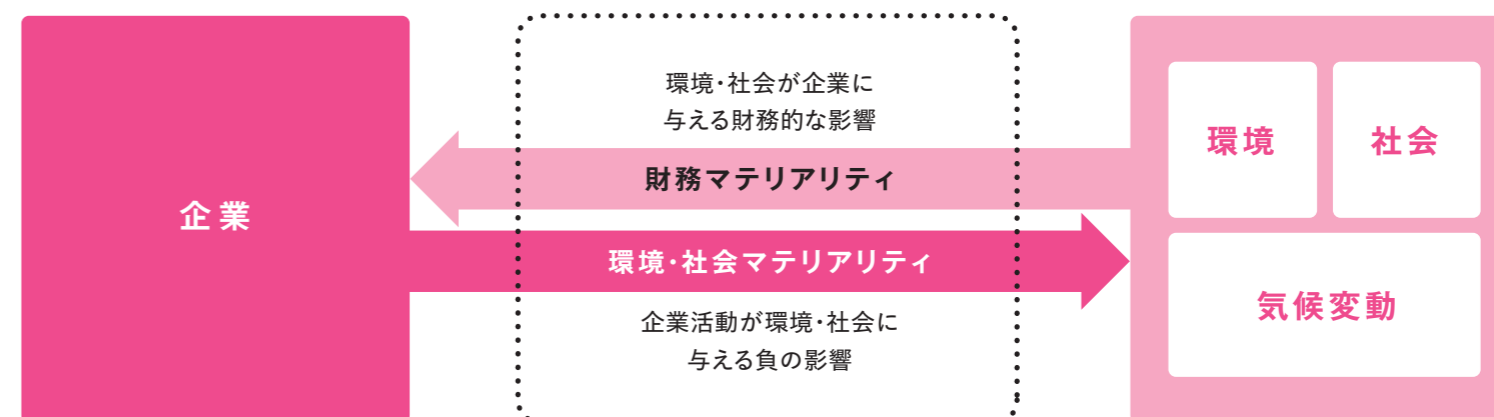 企業
環境・社会が企業に
与える財務的な影響
財務マテリアリティ
環境・社会マテリアリティ
企業活動が環境・社会に
与える負の影響
環境
社会
気候変動